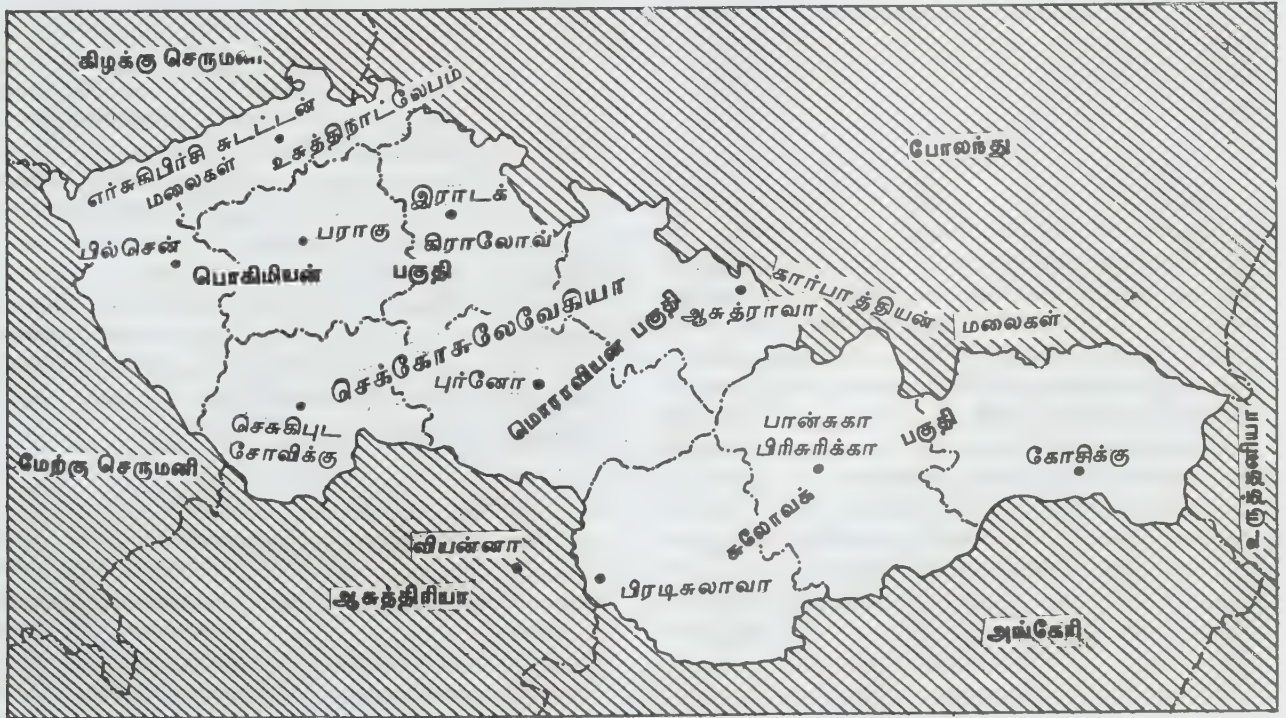 கிழக்கு செருமனி
எர்சுகிபிர்சி சுடட்டன்
மலைகள்
உசுத்திநாட்லேபம்
போலந்து
இராடக்
கிராலோவ்
பராகு
பில்சென்
பொகிமியன்
பகுதி
செக்கோசுலேவேகியா
ஆசுத்ராவா
கார்பாத்தியன்
மலைகள்
புர்னோ
மொராவியன் பகுதி
செசுகிபுட
சோவிக்கு
பான்சுகா
பிரிசுரிக்கா
பகுதி
கோசிக்கு
மேற்கு செருமனி
சுலோவக்
வியன்னா
பிரடிசுலாவா
ஆசுத்திரியா
அங்கேரி